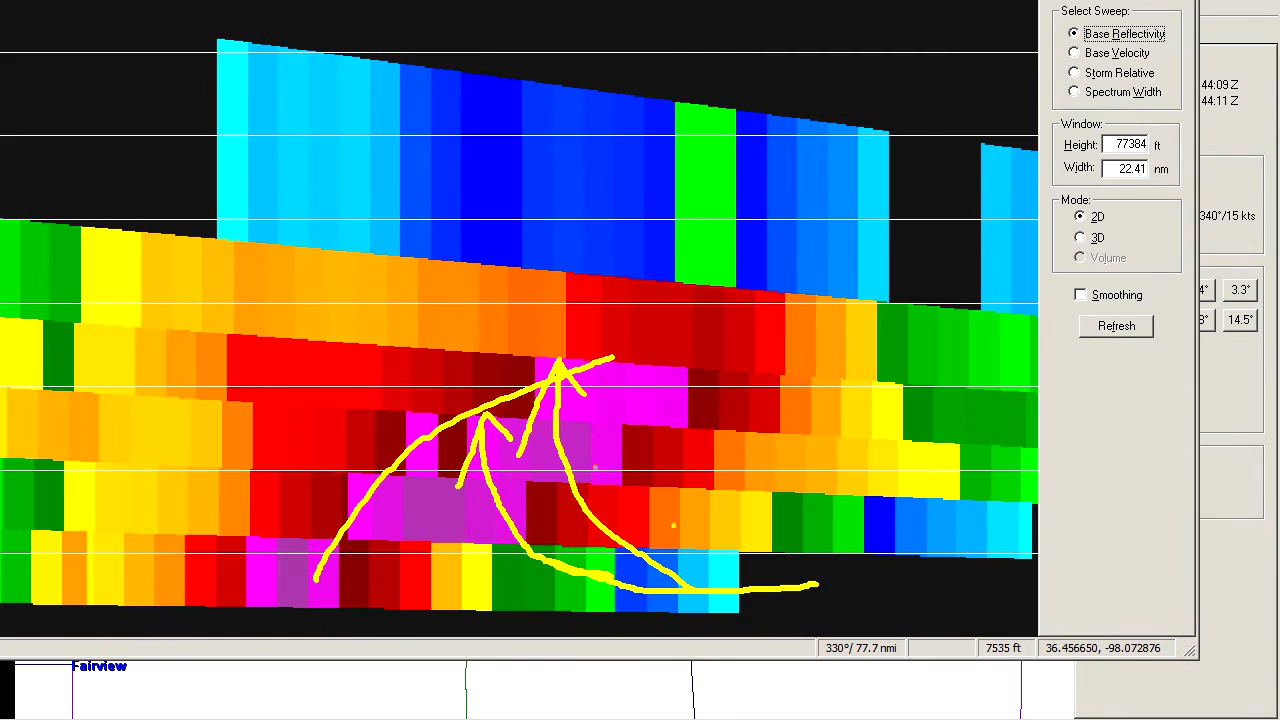 Select Sweep:
Base Reflectivity
Base Velocity
Storm Relative
Spectrum Width
44:09 Z
44:11 Z
Window:
Height: 77384 ft
Width: 22.41 nm
Mode:
2D
3D
Volume
340°/15 kts
Smoothing
4° 3.3°
8° 14.5°
Refresh
330°/ 77.7 nmi 7535 ft 36.456650, -98.072876
Fairview